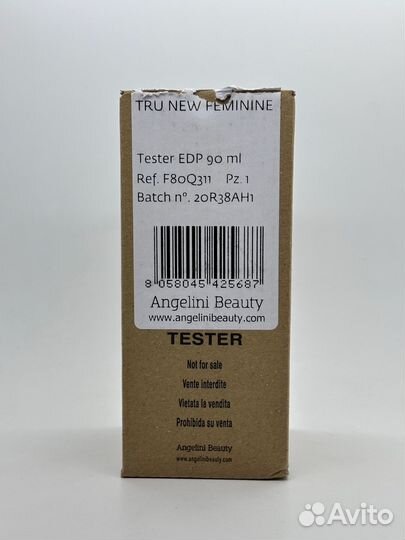 TRU NEW FEMININE
Tester EDP 90 ml
Ref. F80Q311 Pz. 1
Batch n°. 20R38AH1
8 058045 425687
Angelini Beauty
www.angelinibeauty.com
TESTER
Not for sale
Vente interdite
Vietata la vendita
Prohibida su venta
Angelini Beauty
www.angelinibeauty.com
Avito